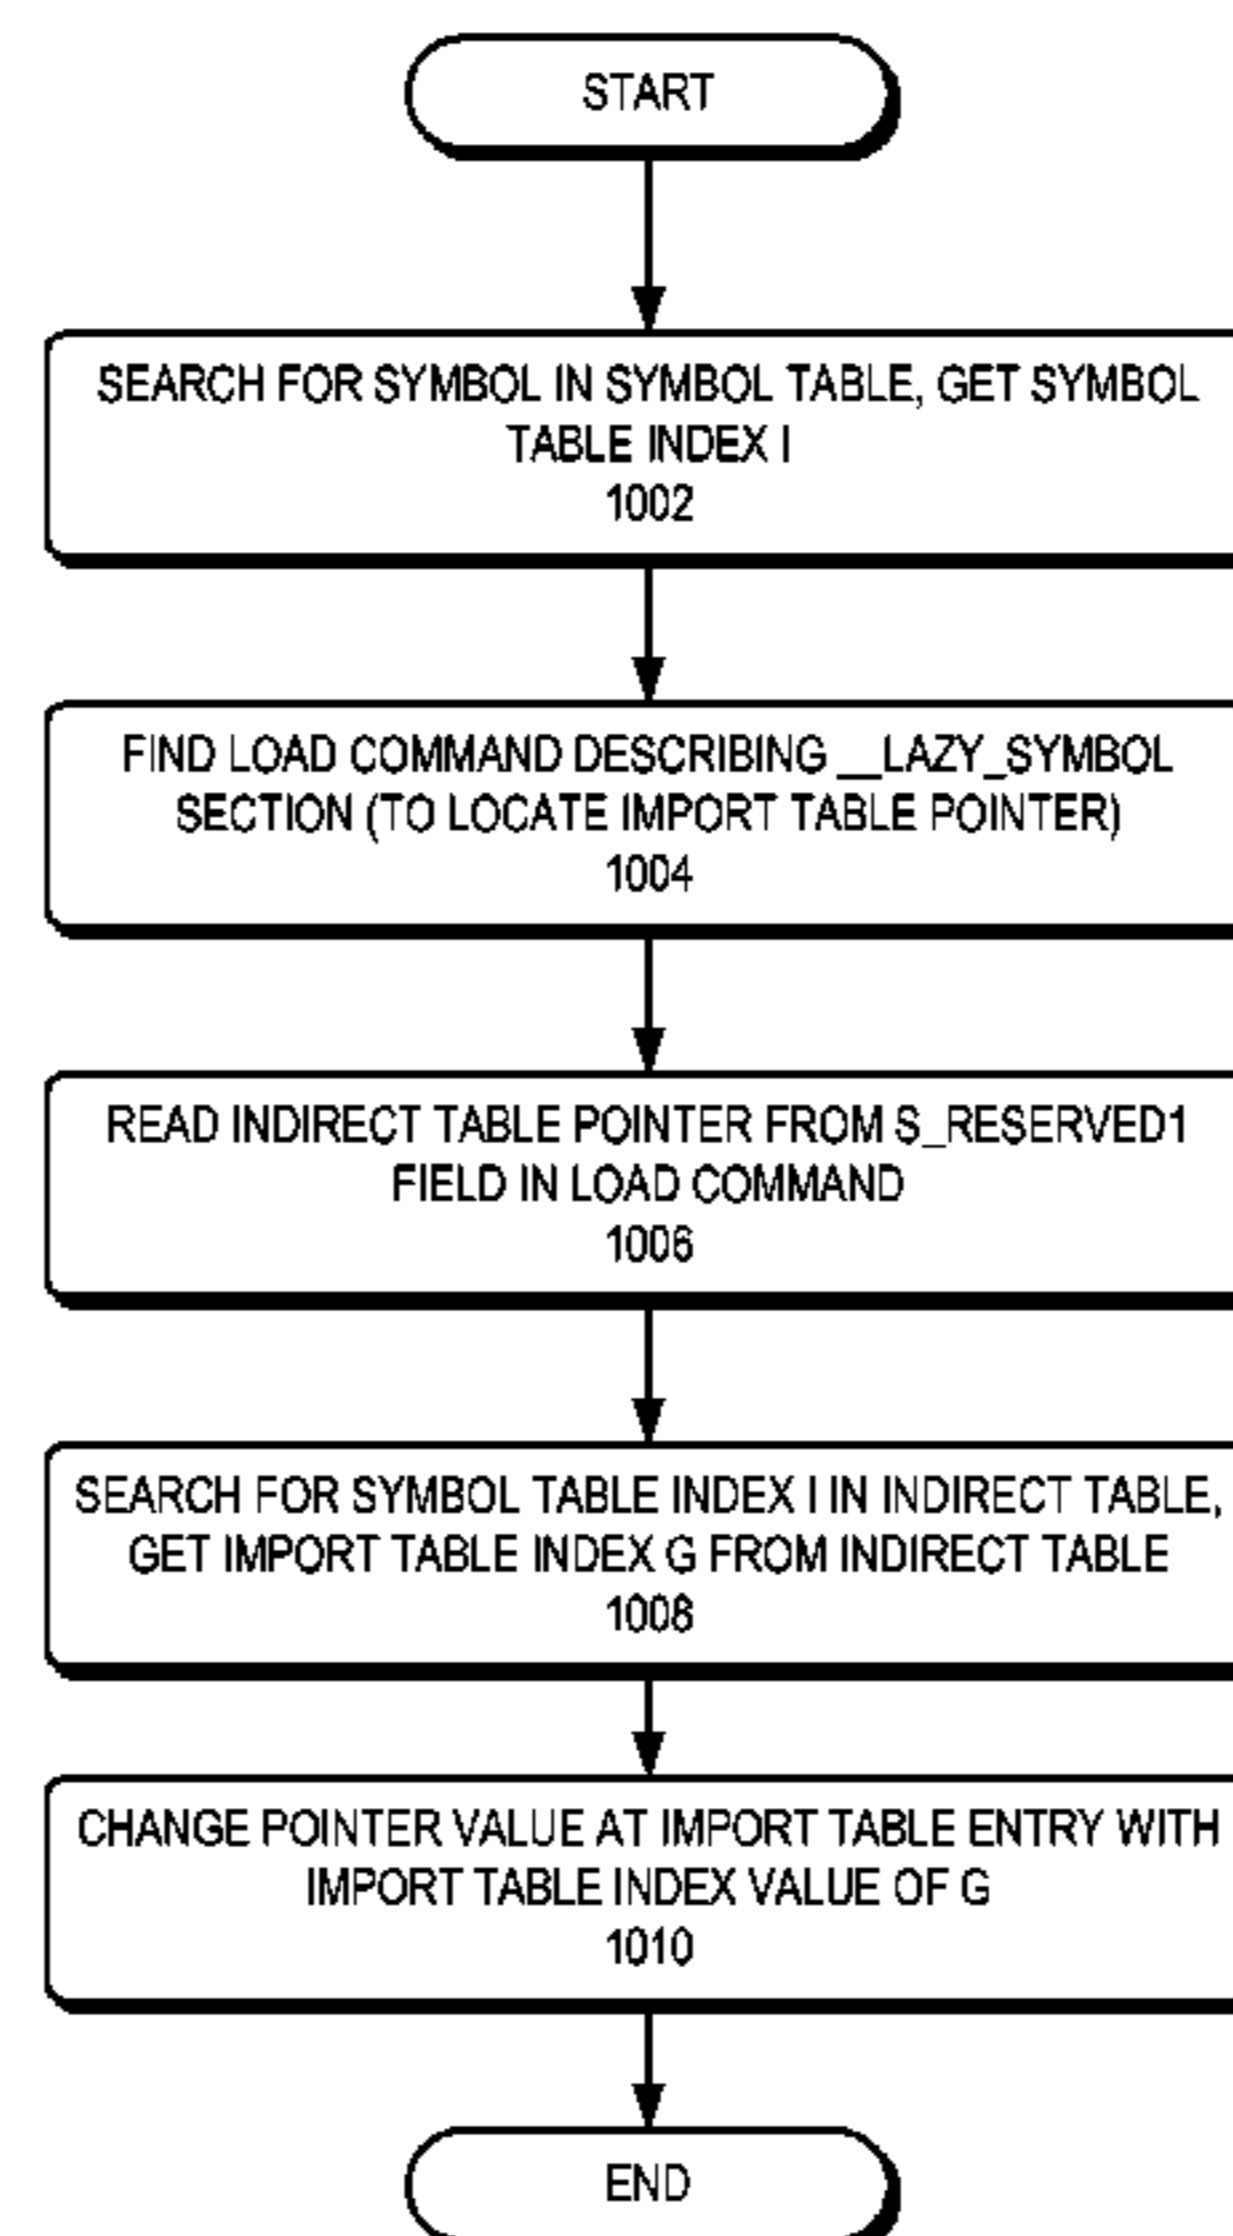 START
SEARCH FOR SYMBOL IN SYMBOL TABLE, GET SYMBOL
TABLE INDEX I
1002
FIND LOAD COMMAND DESCRIBING __LAZY_SYMBOL
SECTION (TO LOCATE IMPORT TABLE POINTER)
1004
READ INDIRECT TABLE POINTER FROM S_RESERVED1
FIELD IN LOAD COMMAND
1006
SEARCH FOR SYMBOL TABLE INDEX I IN INDIRECT TABLE,
GET IMPORT TABLE INDEX G FROM INDIRECT TABLE
1008
CHANGE POINTER VALUE AT IMPORT TABLE ENTRY WITH
IMPORT TABLE INDEX VALUE OF G
1010
END